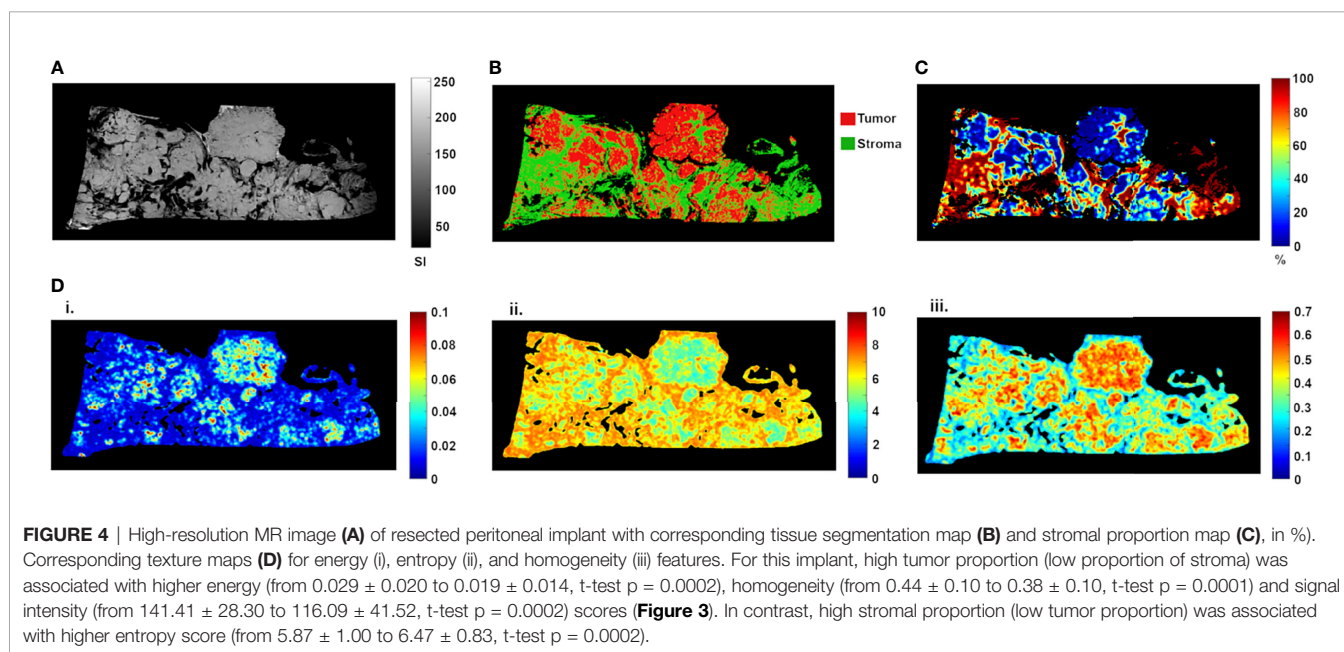 A
250
200
150
100
50
SI
B
Tumor
Stroma
C
100
80
60
40
20
0
%
D
i.
0.1
0.08
0.06
0.04
0.02
0
ii.
10
8
6
4
2
0
iii.
0.7
0.6
0.5
0.4
0.3
0.2
0.1
0
FIGURE 4 | High-resolution MR image (A) of resected peritoneal implant with corresponding tissue segmentation map (B) and stromal proportion map (C), in %).
Corresponding texture maps (D) for energy (i), entropy (ii), and homogeneity (iii) features. For this implant, high tumor proportion (low proportion of stroma) was
associated with higher energy (from 0.029 ± 0.020 to 0.019 ± 0.014, t-test p = 0.0002), homogeneity (from 0.44 ± 0.10 to 0.38 ± 0.10, t-test p = 0.0001) and signal
intensity (from 141.41 ± 28.30 to 116.09 ± 41.52, t-test p = 0.0002) scores (Figure 3). In contrast, high stromal proportion (low tumor proportion) was associated
with higher entropy score (from 5.87 ± 1.00 to 6.47 ± 0.83, t-test p = 0.0002).